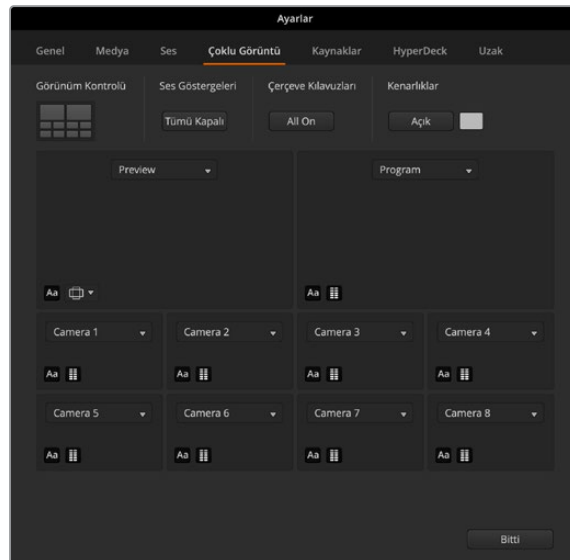 Ayarlar
Genel Medya Ses Çoklu Görüntü Kaynaklar HyperDeck Uzak
Görünüm Kontrolü Ses Göstergeleri Çerçeve Kılavuzları Kenarlıklar
Tümü Kapalı All On Açık
Preview Program
Aa Aa
Camera 1 Camera 2 Camera 3 Camera 4
Aa Aa Aa Aa
Camera 5 Camera 6 Camera 7 Camera 8
Aa Aa Aa Aa
Bitti